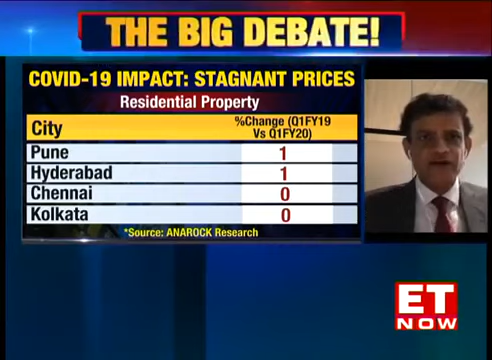 THE BIG DEBATE!
COVID-19 IMPACT: STAGNANT PRICES
Residential Property
City %Change (Q1FY19
Vs Q1FY20)
Pune 1
Hyderabad 1
Chennai 0
Kolkata 0
*Source: ANAROCK Research
ET
NOW